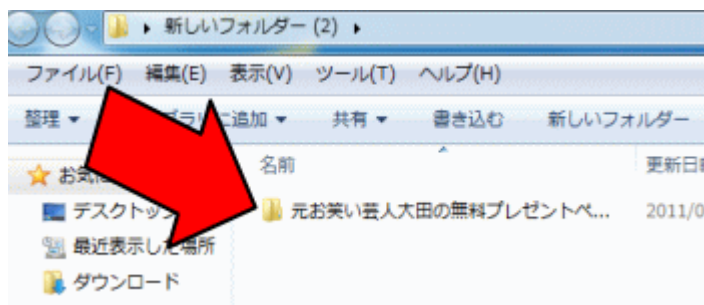 新しいフォルダー (2)
ファイル(F) 編集(E) 表示(V) ツール(T) ヘルプ(H)
整理 に追加 共有 書き込む 新しいフォルダー
お気に 名前 更新日
デスクトップ 元お笑い芸人大田の無料プレゼントペ... 2011/0
最近表示した場所
ダウンロード